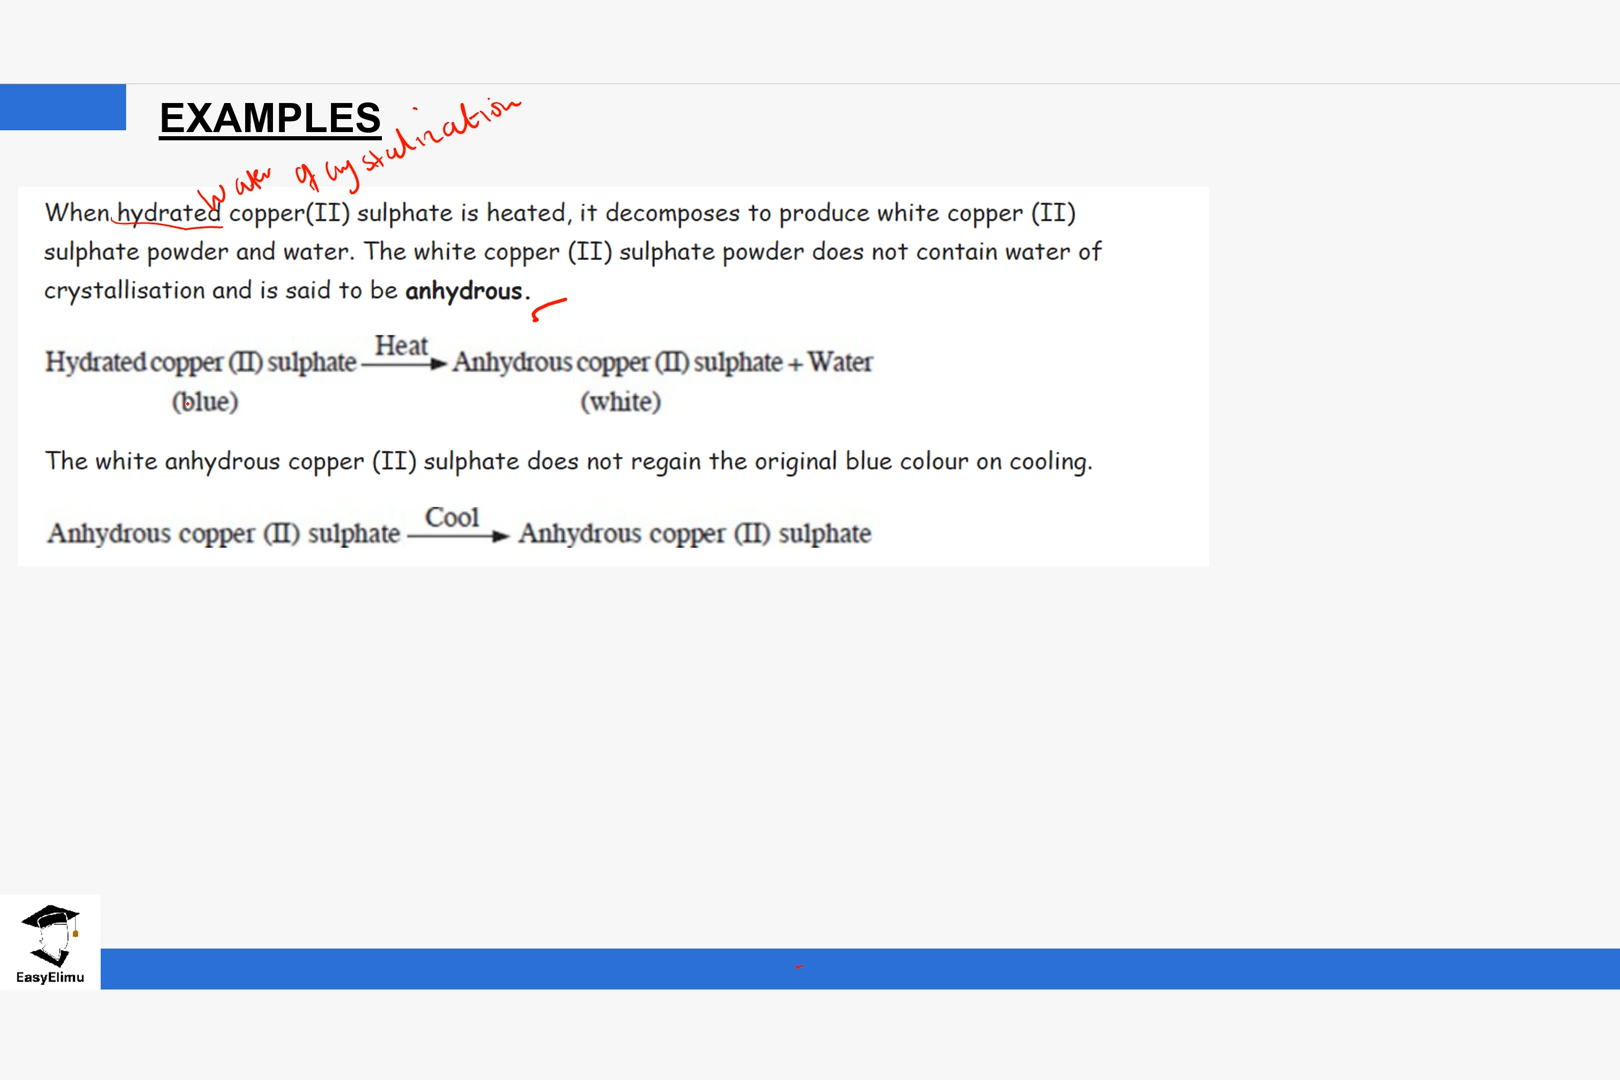 EXAMPLES
Water of crystalization
When hydrated copper(II) sulphate is heated, it decomposes to produce white copper (II)
sulphate powder and water. The white copper (II) sulphate powder does not contain water of
crystallisation and is said to be anhydrous.
Hydrated copper (II) sulphate Heat Anhydrous copper (II) sulphate + Water
(blue) (white)
The white anhydrous copper (II) sulphate does not regain the original blue colour on cooling.
Anhydrous copper (II) sulphate Cool Anhydrous copper (II) sulphate
EasyElimu